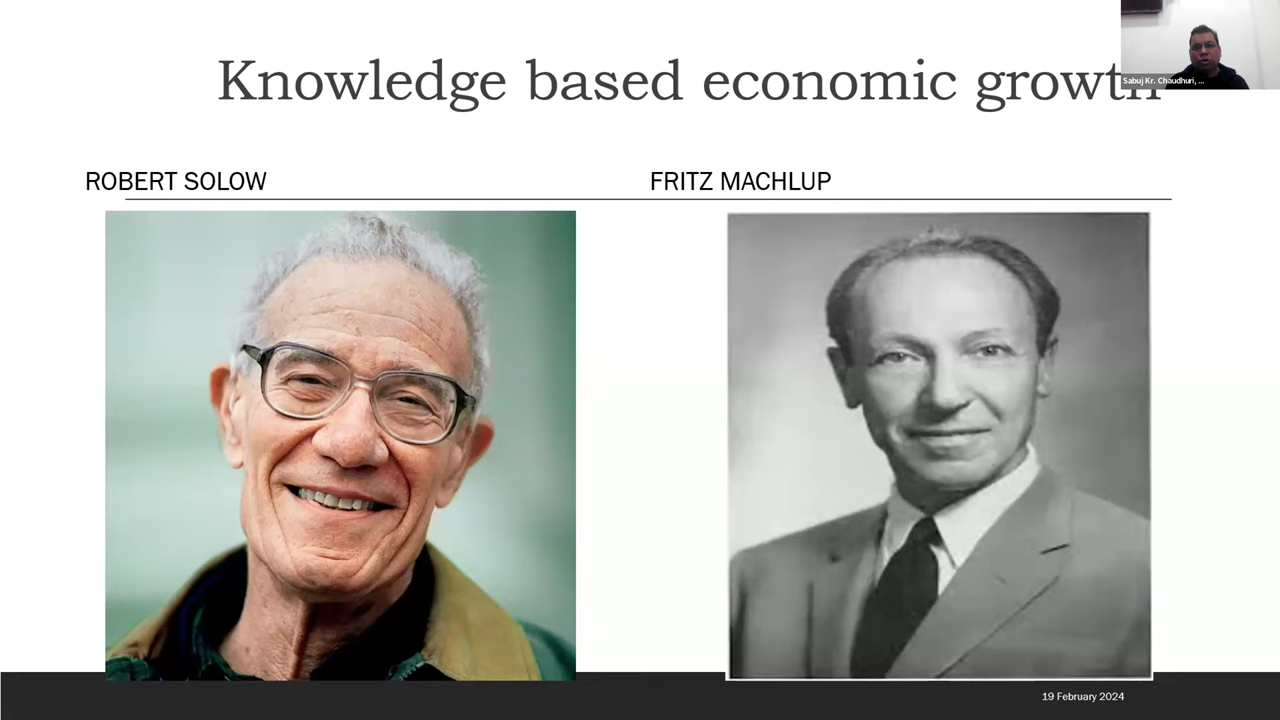 Knowledge based economic growth
Sabuj Kr. Chaudhuri, ...
ROBERT SOLOW
FRITZ MACHLUP
19 February 2024